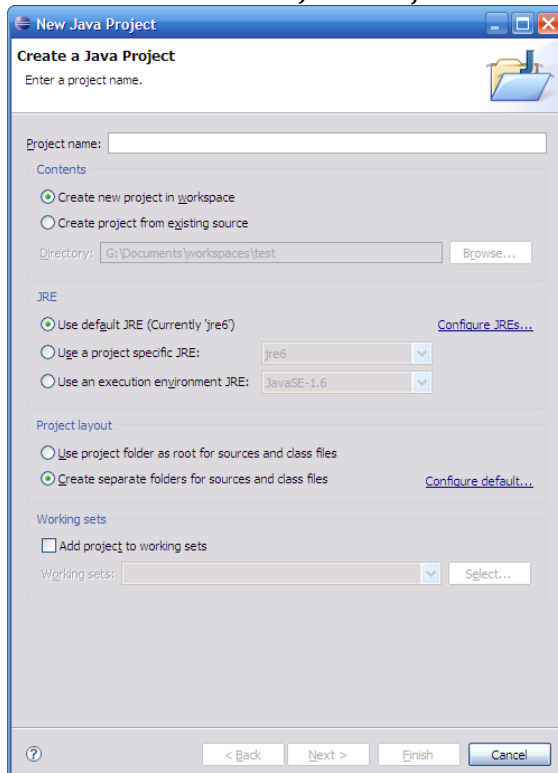 New Java Project
Create a Java Project
Enter a project name.
Project name:
Contents
Create new project in workspace
Create project from existing source
Directory: G:\Documents\workspaces\test Browse...
JRE
Use default JRE (Currently 'jre6') Configure JREs...
Use a project specific JRE: jre6
Use an execution environment JRE: JavaSE-1.6
Project layout
Use project folder as root for sources and class files
Create separate folders for sources and class files Configure default...
Working sets
Add project to working sets
Working sets: Select...
? < Back Next > Finish Cancel